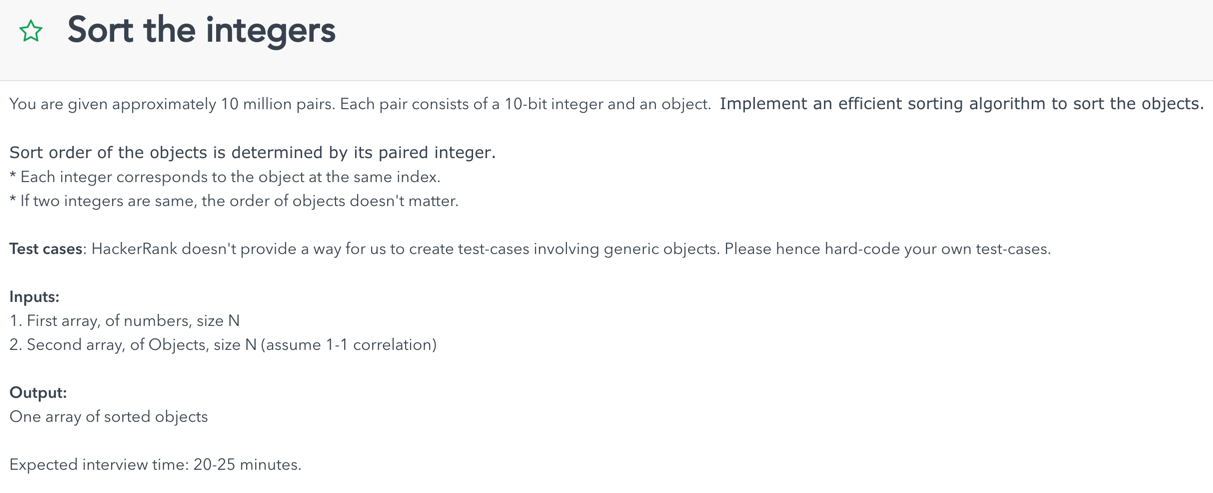 Sort the integers
You are given approximately 10 million pairs. Each pair consists of a 10-bit integer and an object. Implement an efficient sorting algorithm to sort the objects.
Sort order of the objects is determined by its paired integer.
* Each integer corresponds to the object at the same index.
* If two integers are same, the order of objects doesn't matter.
Test cases: HackerRank doesn't provide a way for us to create test-cases involving generic objects. Please hence hard-code your own test-cases.
Inputs:
1. First array, of numbers, size N
2. Second array, of Objects, size N (assume 1-1 correlation)
Output:
One array of sorted objects
Expected interview time: 20-25 minutes.